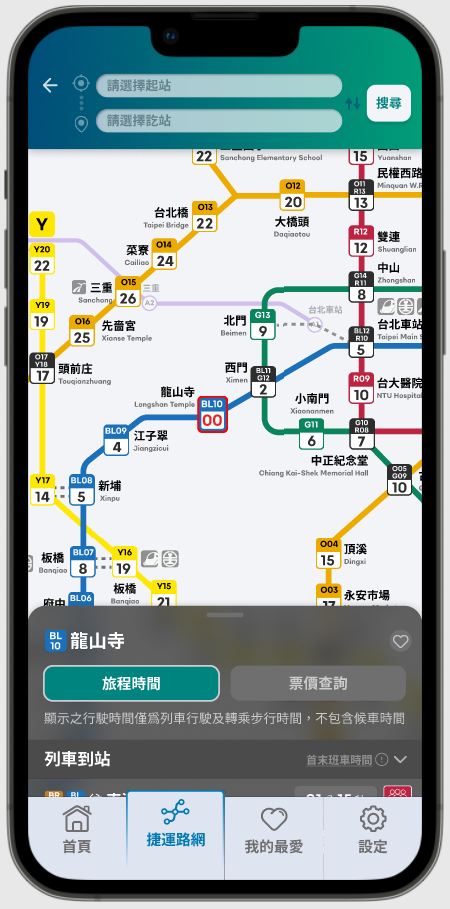 請選擇起站
請選擇訖站
搜尋
22
Sanchong Elementary School
15
Yuanshan
O11
R13
13
民權西路
Minquan W.R
O12
20
大橋頭
Daqiaotou
台北橋
Taipei Bridge
O13
22
Y
R12
12
雙連
Shuanglian
菜寮
Cailiao
O14
24
Y20
22
中山
Zhongshan
G14
R11
8
三重
Sanchong
O15
26
三重
A2
台北車站
Y19
19
O16
25
先嗇宮
Xianse Temple
北門
Beimen
G13
9
台北車站
Taipei Main S
BL12
R10
5
O17
Y18
17
頭前庄
Touqianzhuang
西門
Ximen
BL11
G12
2
R09
10
台大醫院
NTU Hospital
龍山寺
Longshan Temple
BL10
00
小南門
Xiaonanmen
BL09
4
江子翠
Jiangzicui
G11
6
G10
R08
7
中正紀念堂
Chiang Kai-Shek Memorial Hall
O05
G09
10
Y17
14
BL08
5
新埔
Xinpu
O04
15
頂溪
Dingxi
板橋
Banqiao
BL07
8
Y16
19
板橋
Banqiao
Y15
21
O03
17
永安市場
府中
BL06
BL
10
龍山寺
旅程時間
票價查詢
顯示之行駛時間僅為列車行駛及轉乘步行時間，不包含候車時間
列車到站
首末班車時間
BR
BL
首頁
捷運路網
我的最愛
設定